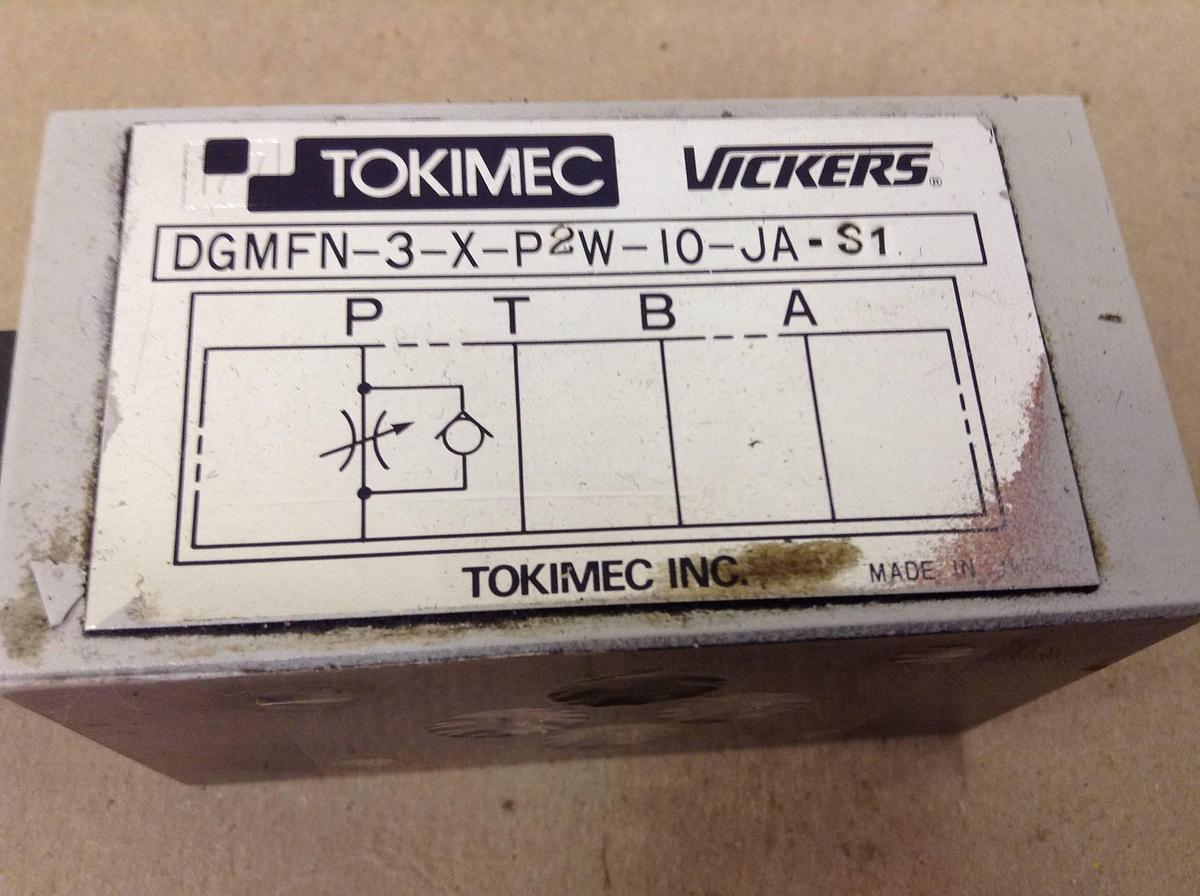 TOKIMEC VICKERS®
DGMFN-3-X-P2W-10-JA-S1
P T B A
TOKIMEC INC.
MADE IN